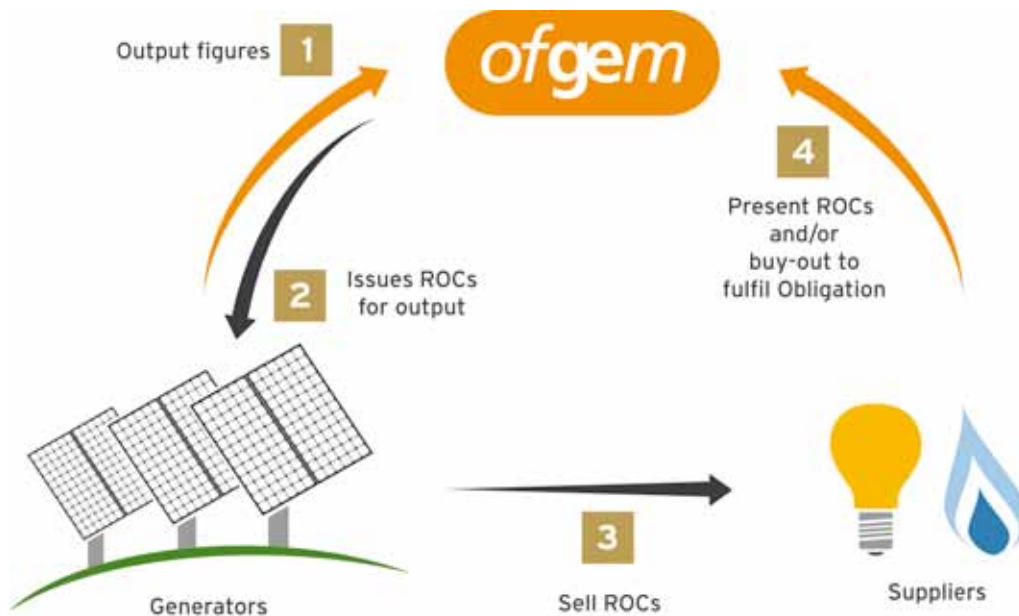 Output figures 1
ofgem
4
Present ROCs
and/or
buy-out to
fulfil Obligation
2 Issues ROCs
for output
3
Generators
Sell ROCs
Suppliers